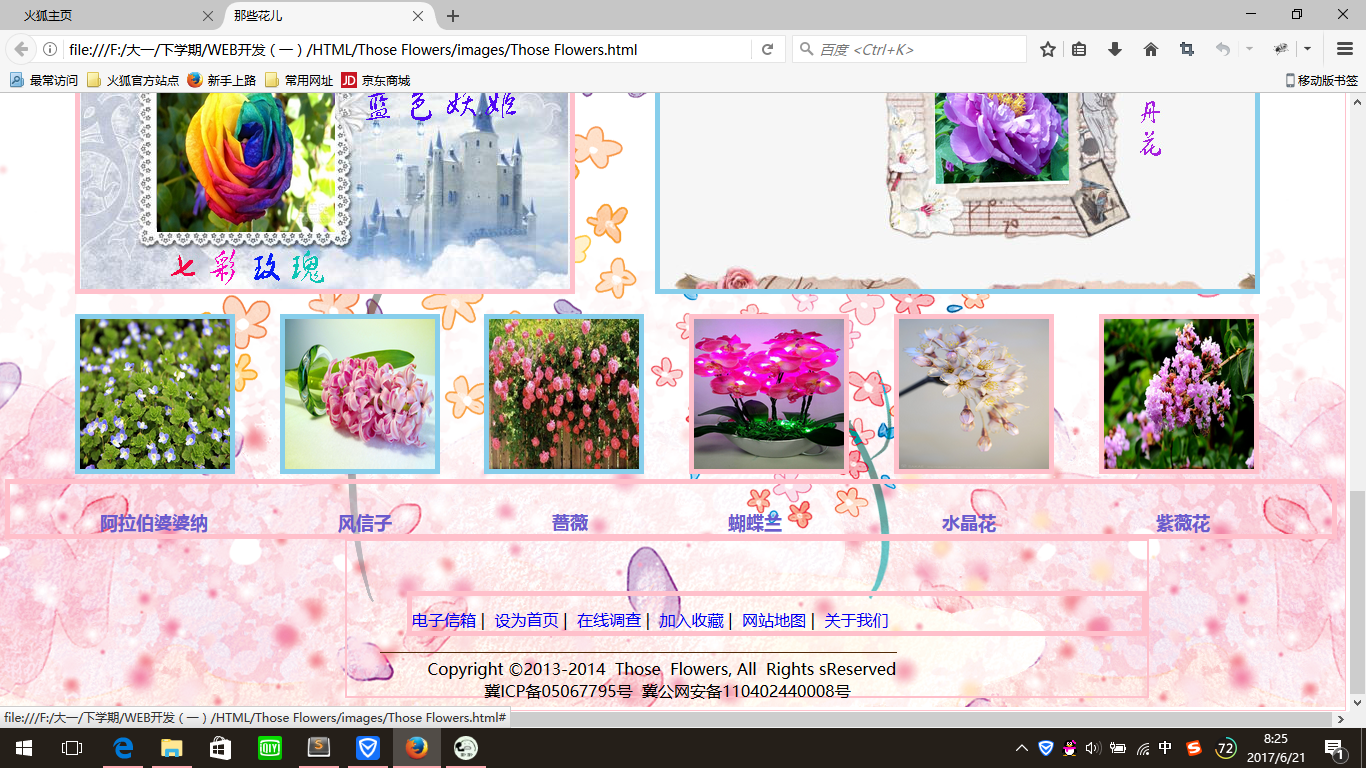 火狐主页
那些花儿
file:///F:/大一/下学期/WEB开发（一）/HTML/Those Flowers/images/Those Flowers.html
百度 <Ctrl+K>
最常访问 火狐官方站点 新手上路 常用网址 JD 京东商城 移动版书签
蓝色妖姬
丹
花
七彩玫瑰
阿拉伯婆婆纳 风信子 蔷薇 蝴蝶兰 水晶花 紫薇花
电子信箱 | 设为首页 | 在线调查 | 加入收藏 | 网站地图 | 关于我们
Copyright ©2013-2014 Those Flowers, All Rights sReserved
冀ICP备05067795号 冀公网安备110402440008号
file:///F:/大一/下学期/WEB开发（一）/HTML/Those Flowers/images/Those Flowers.html#
QIY
中
72
8:25
2017/6/21
1